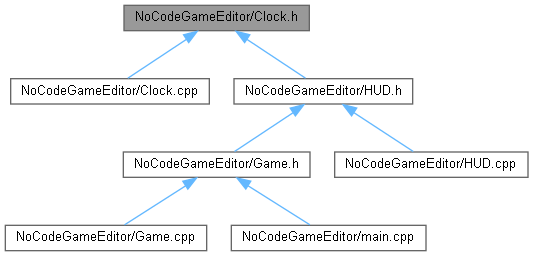 NoCodeGameEditor/Clock.h
NoCodeGameEditor/Clock.cpp
NoCodeGameEditor/HUD.h
NoCodeGameEditor/Game.h
NoCodeGameEditor/HUD.cpp
NoCodeGameEditor/Game.cpp
NoCodeGameEditor/main.cpp